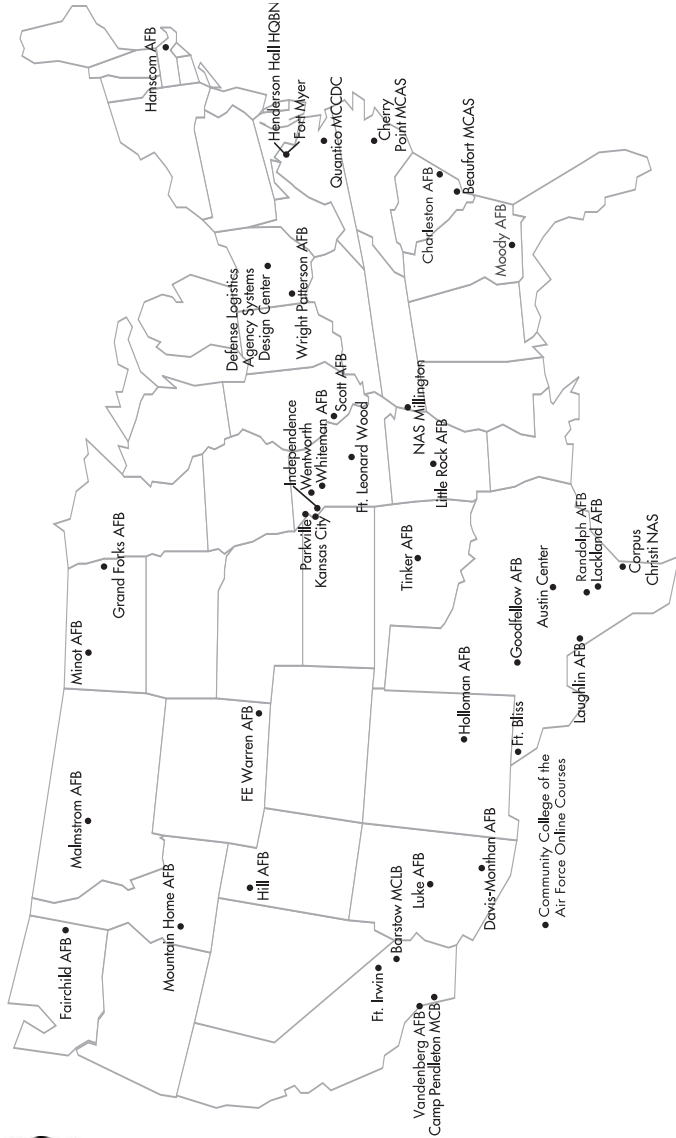 Fairchild AFB
Malmstrom AFB
Minot AFB
Grand Forks AFB
Hanscom AFB
Mountain Home AFB
FE Warren AFB
Hill AFB
Parkville
Kansas City
Independence
Wentworth
Whiteman AFB
Scott AFB
Ft. Leonard Wood
Defense Logistics
Agency Systems
Design Center
Wright Patterson AFB
Henderson Hall HQBN
Fort Myer
Quantico MCCDC
Cherry
Point MCAS
Ft. Irwin
Barstow MCLB
Vandenberg AFB
Camp Pendleton MCB
Luke AFB
Davis-Monthan AFB
Holloman AFB
Tinker AFB
NAS Millington
Little Rock AFB
Charleston AFB
Beaufort MCAS
Moody AFB
Ft. Bliss
Goodfellow AFB
Austin Center
Laughlin AFB
Randolph AFB
Lackland AFB
Corpus
Christi NAS
Community College of the
Air Force Online Courses